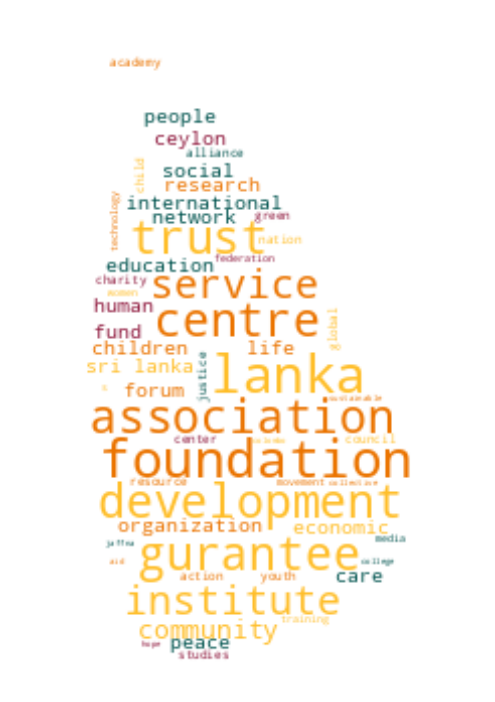 academy
people
ceylon
alliance
child
social
research
technology
international
network green
trust nation
federation
education
charity service
women
human centre
global
fund
children life
sri lanka lanka
justice
forum
sustainable
association
center colombo council
foundation
resource movement collective
development
organization economic
media
jaffna gurantee
aid college
action youth care
institute
training
community
hope peace
studies